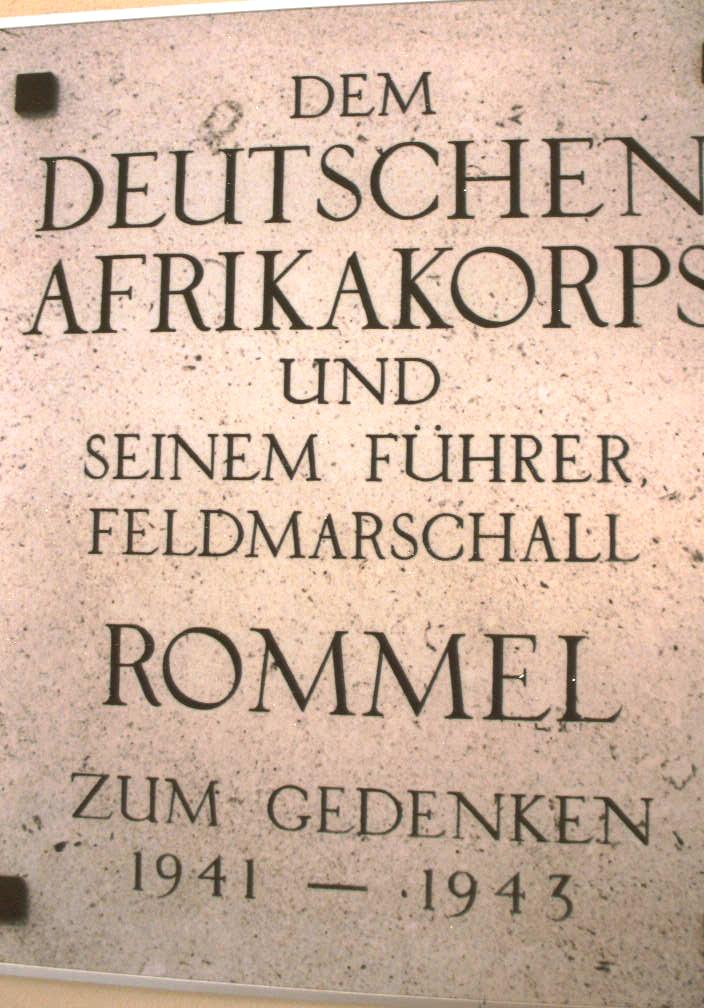 DEM
DEUTSCHEN
AFRIKAKORPS
UND
SEINEM FÜHRER,
FELDMARSCHALL
ROMMEL
ZUM GEDENKEN
1941 — 1943